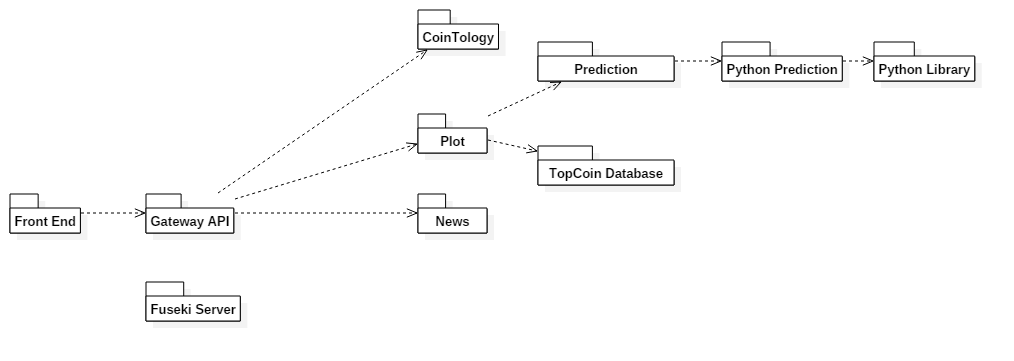 CoinTology
Prediction
Python Prediction
Python Library
Plot
TopCoin Database
Front End
Gateway API
News
Fuseki Server